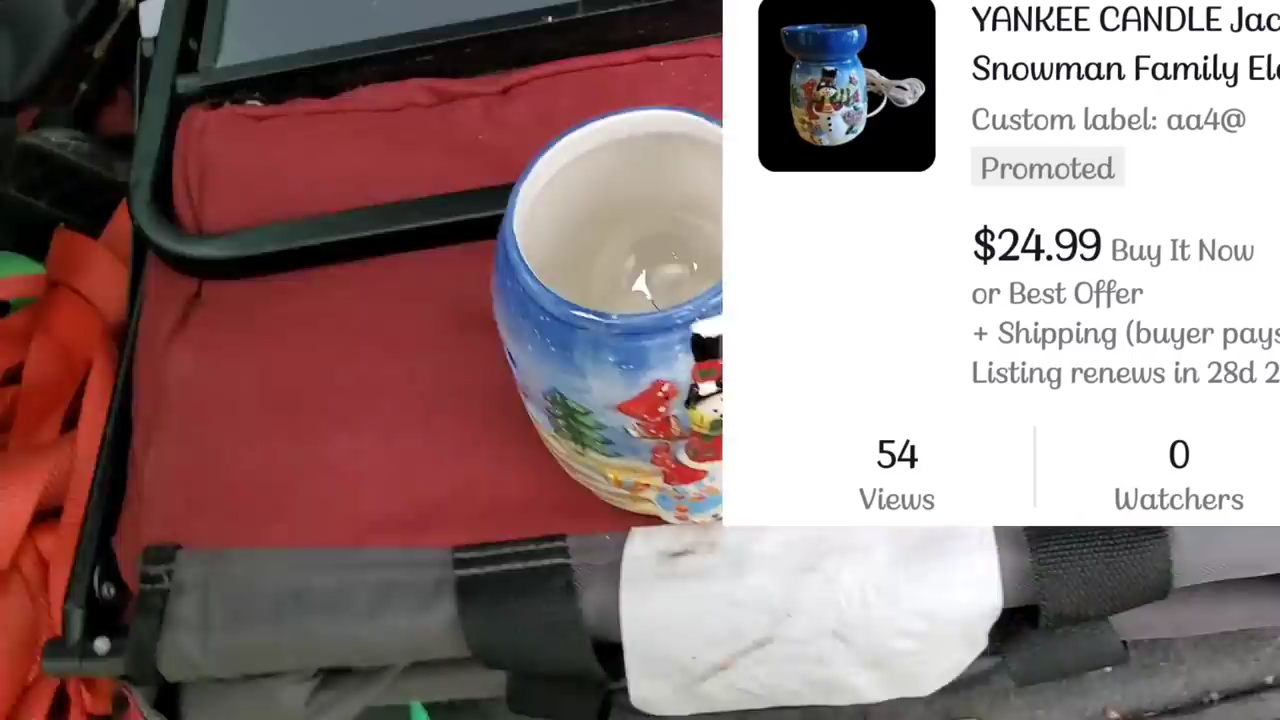 YANKEE CANDLE Jac
Snowman Family Ele
Custom label: aa4@
Promoted
$24.99 Buy It Now
or Best Offer
+ Shipping (buyer pays
Listing renews in 28d 2
54
Views
0
Watchers